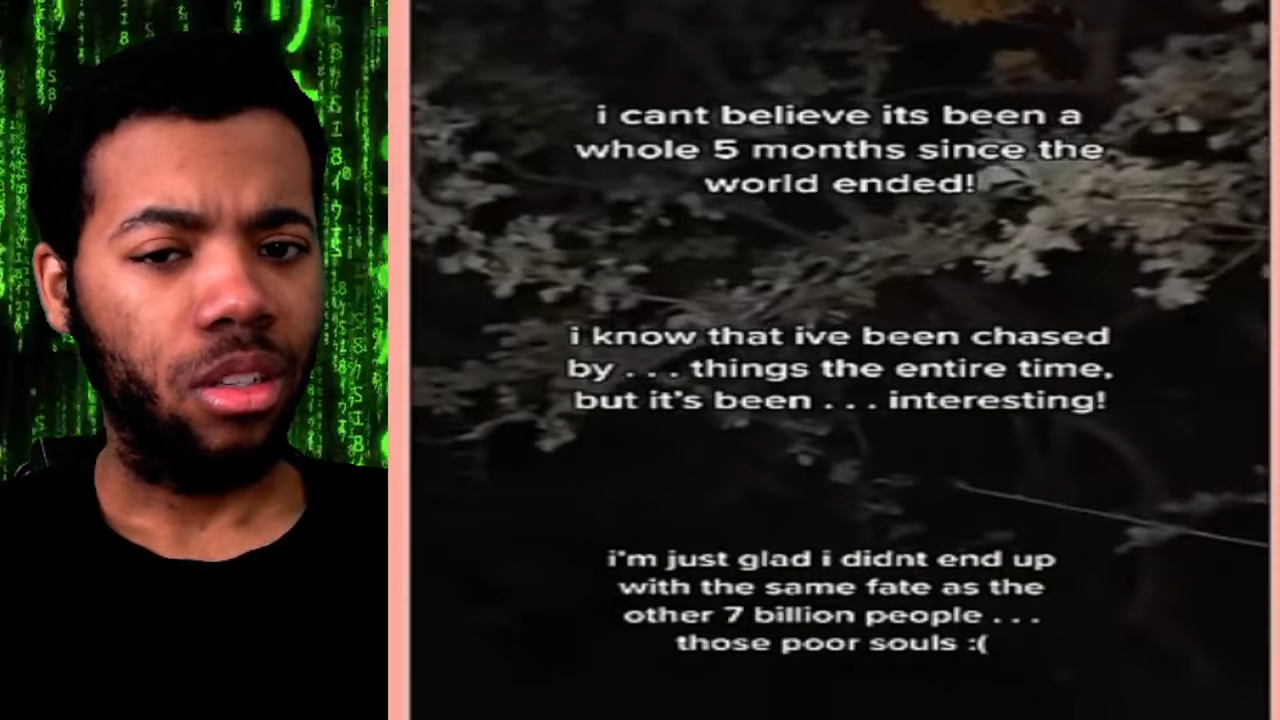 i cant believe its been a
whole 5 months since the
world ended!
i know that ive been chased
by . . . things the entire time,
but it's been . . . interesting!
i'm just glad i didnt end up
with the same fate as the
other 7 billion people . . .
those poor souls :(